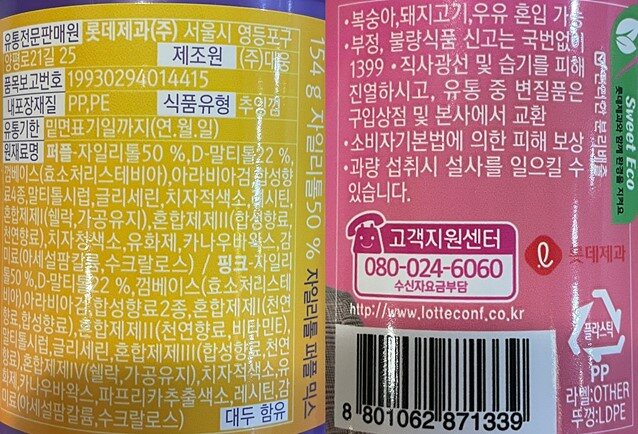 유통전문판매원 롯데제과(주) 서울시 영등포구
양평로21길 25 제조원 (주)대웅
품목보고번호 19930294014415
내포장재질 PP,PE 식품유형 추잉껌
유통기한 밑면표기일까지(연.월.일)
원재료명 퍼플-자일리톨50 %,D-말티톨22 %,
껌베이스(효소처리스테비아),아라비아검,합성향
료4종,말티톨시럽,글리세린,치자적색소,레시틴,
혼합제제I(쉘락,가공유지),혼합제제II(합성향료,
천연향료),치자청색소,유화제,카나우바왁스,감
미료(아세설팜칼륨,수크랄로스) / 핑크-자일리
톨50 %,D-말티톨22 %,껌베이스(효소처리스테비
아),아라비아검,합성향료2종,혼합제제I(천연
향료,합성향료),혼합제제II(천연향료,비타민E),
말티톨시럽,글리세린,혼합제제III(합성향료,천연
향료),혼합제제IV(쉘락,가공유지),치자적색소,유
화제,카나우바왁스,파프리카추출색소,레시틴,감
미료(아세설팜칼륨,수크랄로스)
대두 함유
154 g 자일리톨50 % 자일리톨 퍼플 믹스
•복숭아,돼지고기,우유 혼입 가능
•부정, 불량식품 신고는 국번없이
1399 •직사광선 및 습기를 피해
진열하시고, 유통 중 변질품은
구입상점 및 본사에서 교환
•소비자기본법에 의한 피해 보상
•과량 섭취시 설사를 일으킬 수
있습니다.
고객지원센터
080-024-6060
수신자요금부담
롯데제과
http://www.lotteconf.co.kr
8 801062 871339
플라스틱
PP
라벨:OTHER
뚜껑:LDPE
Sweet Eco
롯데제과와 함께 환경을 지켜요